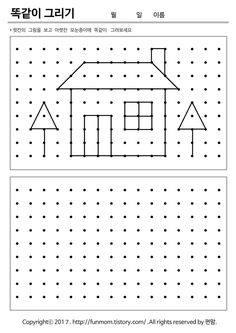 똑같이 그리기 월 일 이름
• 윗칸의 그림을 보고 아랫칸 모눈종이에 똑같이 그려보세요
Copyrightⓒ 2017. http://funmom.tistory.com/ .All rights reserved by 펀맘.